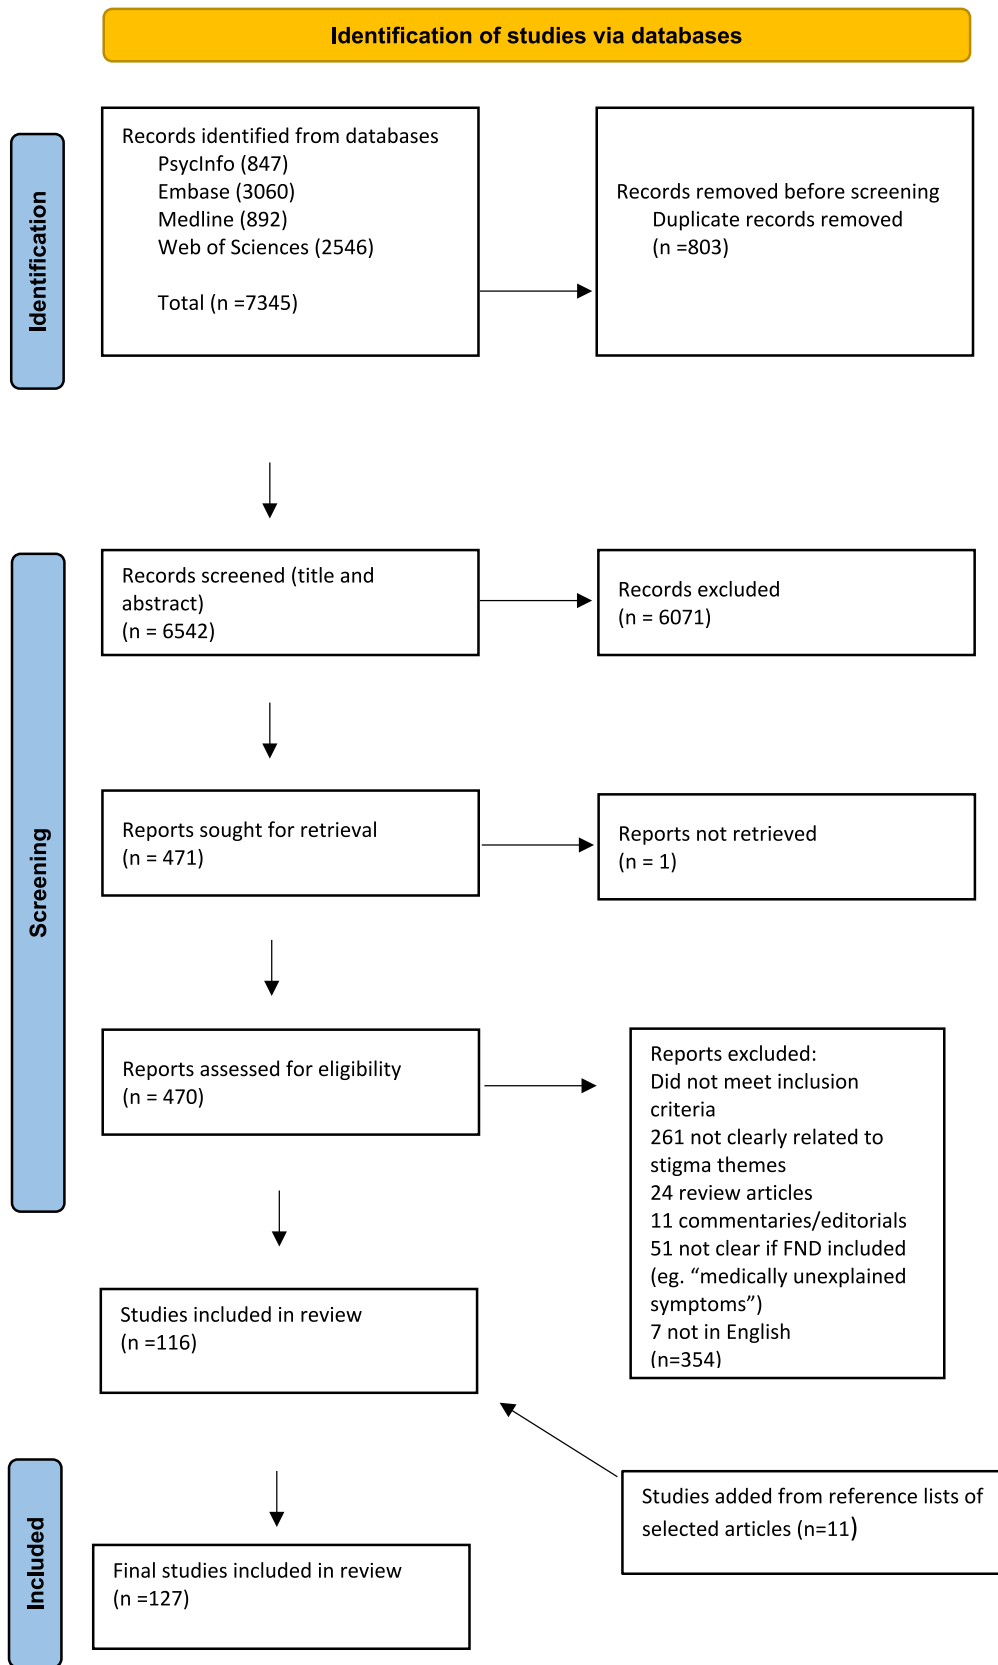 Identification of studies via databases
Identification
Records identified from databases
PsycInfo (847)
Embase (3060)
Medline (892)
Web of Sciences (2546)
Total (n =7345)
Records removed before screening
Duplicate records removed
(n =803)
Screening
Records screened (title and
abstract)
(n = 6542)
Records excluded
(n = 6071)
Reports sought for retrieval
(n = 471)
Reports not retrieved
(n = 1)
Reports assessed for eligibility
(n = 470)
Reports excluded:
Did not meet inclusion
criteria
261 not clearly related to
stigma themes
24 review articles
11 commentaries/editorials
51 not clear if FND included
(eg. “medically unexplained
symptoms”)
7 not in English
(n=354)
Studies included in review
(n =116)
Studies added from reference lists of
selected articles (n=11)
Included
Final studies included in review
(n =127)